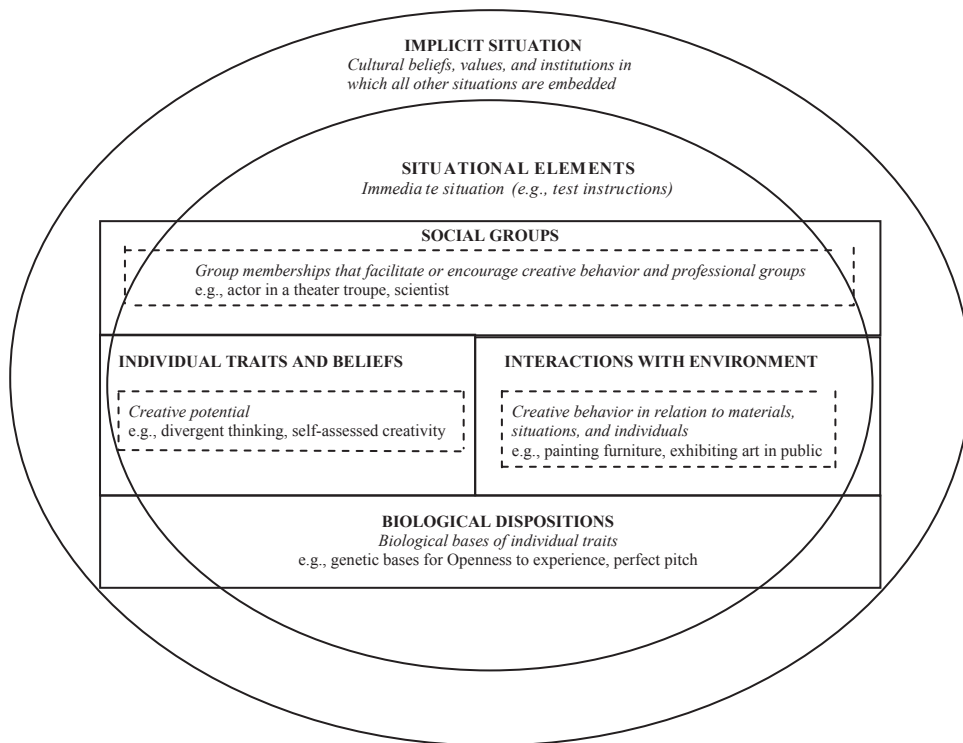 IMPLICIT SITUATION
Cultural beliefs, values, and institutions in
which all other situations are embedded
SITUATIONAL ELEMENTS
Immediate situation (e.g., test instructions)
SOCIAL GROUPS
Group memberships that facilitate or encourage creative behavior and professional groups
e.g., actor in a theater troupe, scientist
INDIVIDUAL TRAITS AND BELIEFS
Creative potential
e.g., divergent thinking, self-assessed creativity
INTERACTIONS WITH ENVIRONMENT
Creative behavior in relation to materials,
situations, and individuals
e.g., painting furniture, exhibiting art in public
BIOLOGICAL DISPOSITIONS
Biological bases of individual traits
e.g., genetic bases for Openness to experience, perfect pitch